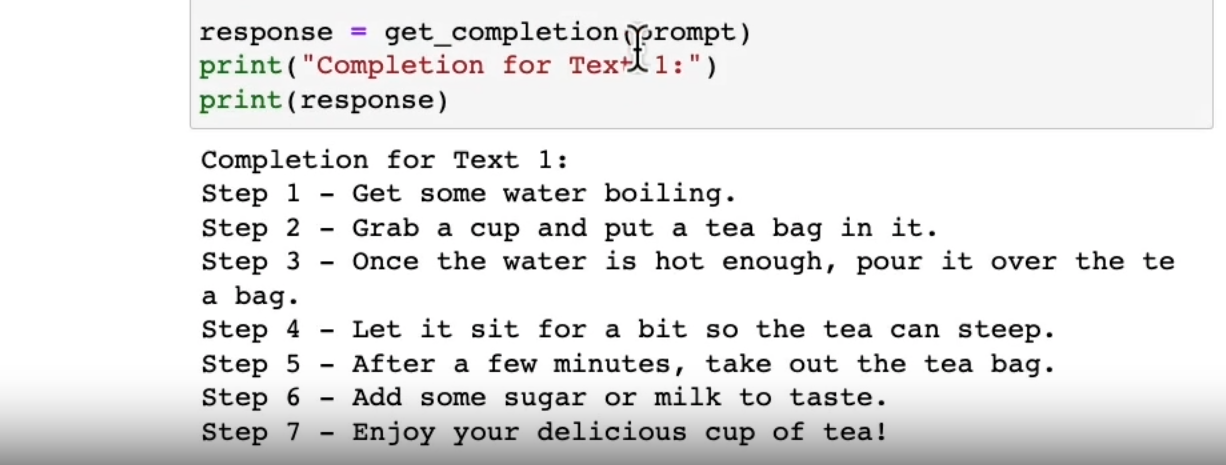 response = get_completion(prompt)
print("Completion for Text 1:")
print(response)
Completion for Text 1:
Step 1 - Get some water boiling.
Step 2 - Grab a cup and put a tea bag in it.
Step 3 - Once the water is hot enough, pour it over the te
a bag.
Step 4 - Let it sit for a bit so the tea can steep.
Step 5 - After a few minutes, take out the tea bag.
Step 6 - Add some sugar or milk to taste.
Step 7 - Enjoy your delicious cup of tea!